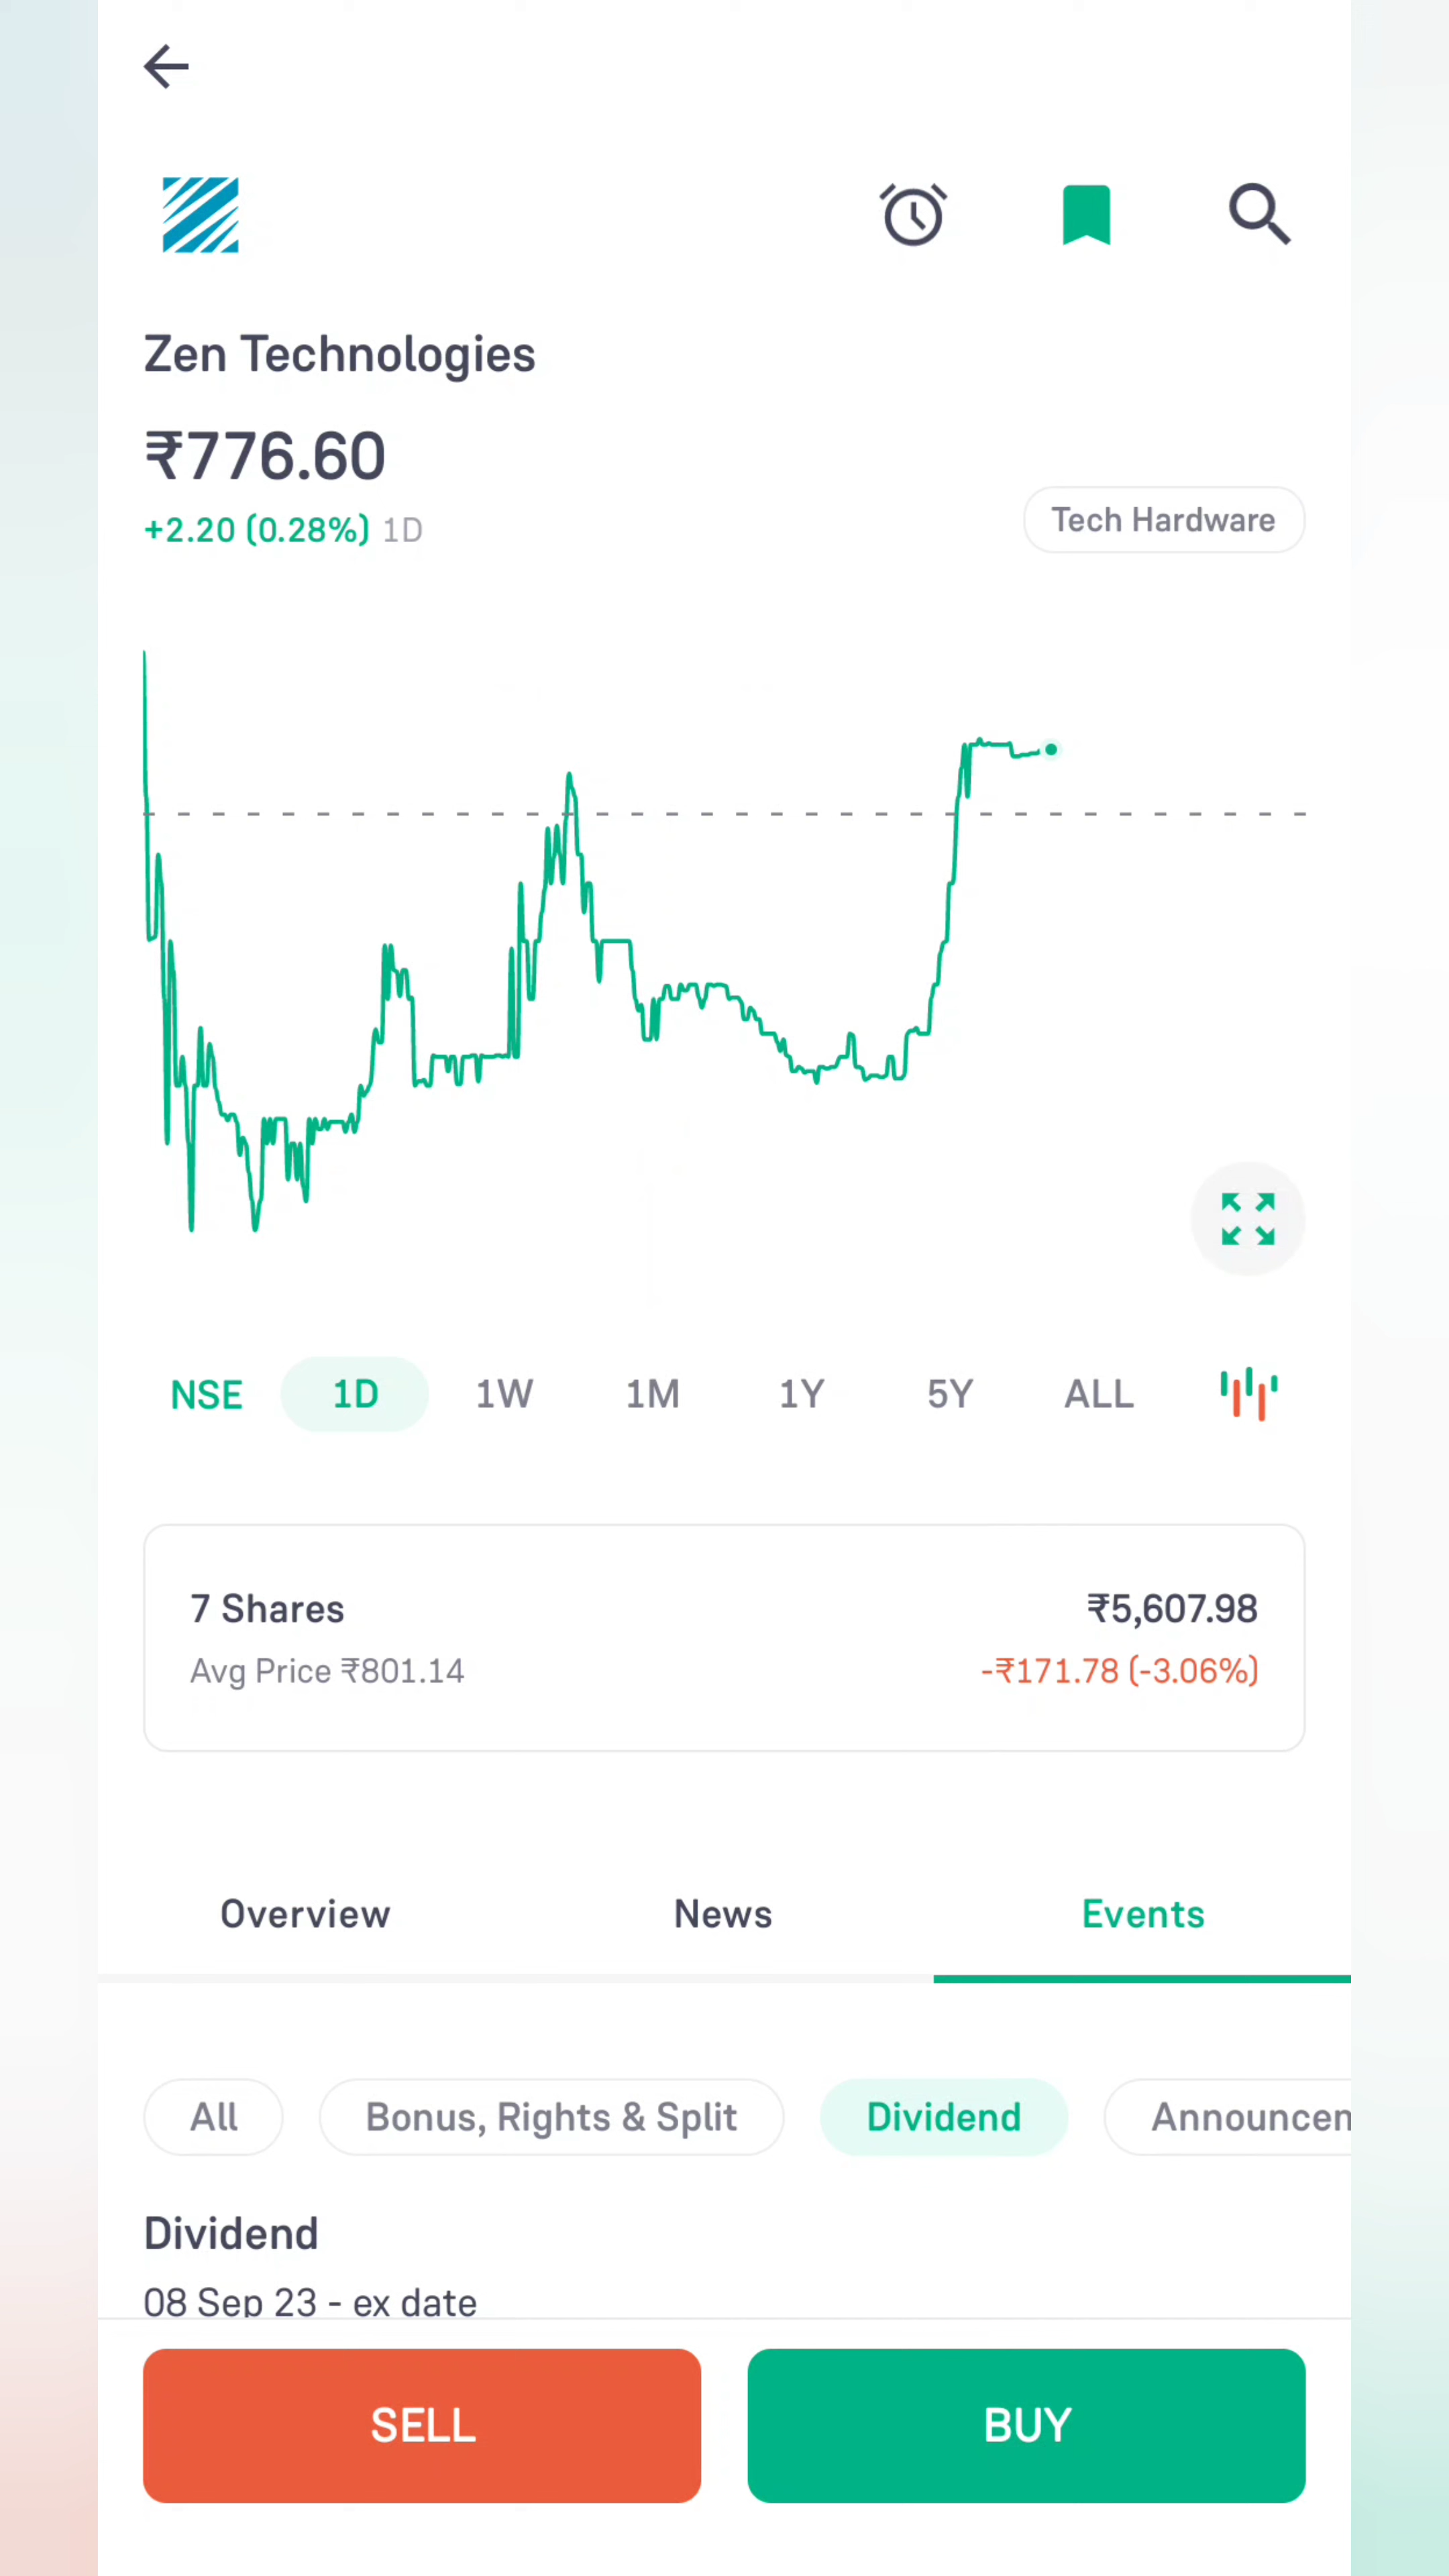 Zen Technologies
₹776.60
+2.20 (0.28%) 1D
Tech Hardware
NSE 1D 1W 1M 1Y 5Y ALL
7 Shares ₹5,607.98
Avg Price ₹801.14 -₹171.78 (-3.06%)
Overview News Events
All Bonus, Rights & Split Dividend Announcem
Dividend
08 Sep 23 - ex date
SELL BUY